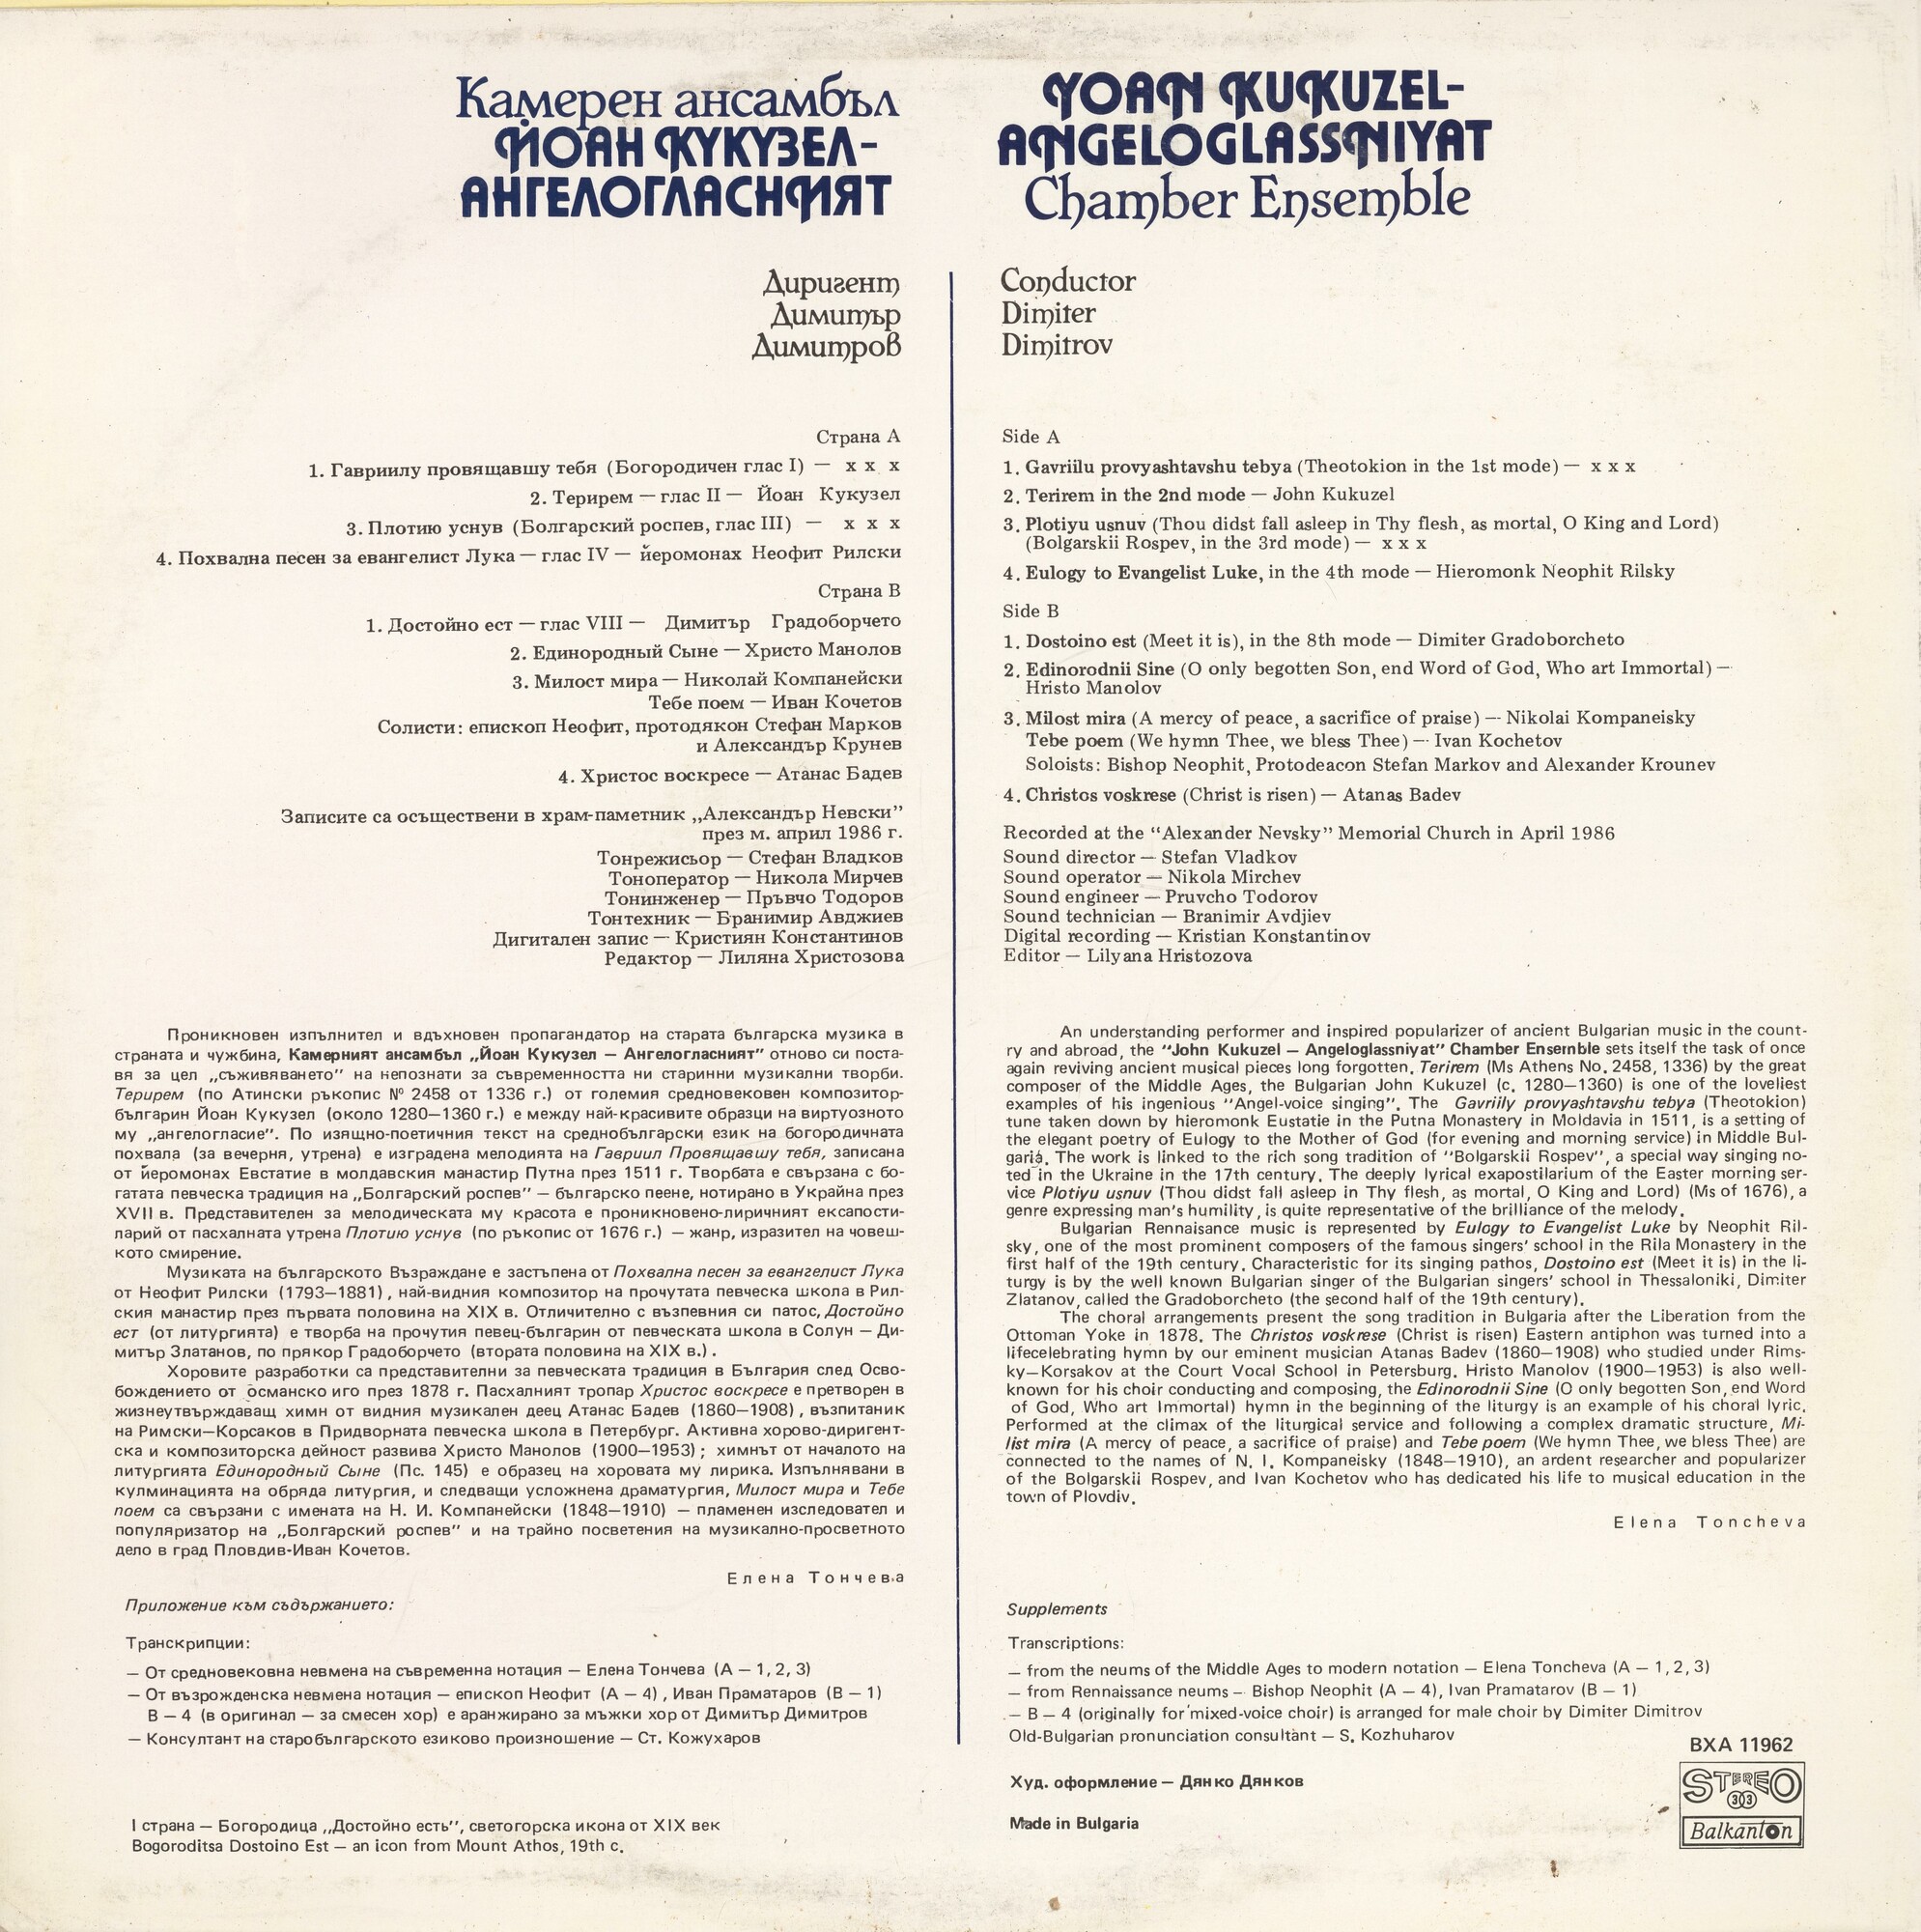 Камерен ансамбъл
ЙОАН КУКУЗЕЛ-
АНГЕЛОГЛАСНИЯТ
Диригент
Димитър
Димитров
Страна А
1. Гавриилу провящавшу тебя (Богородичен глас I) — x x x
2. Терирем — глас II — Йоан Кукузел
3. Плотию уснув (Болгарский роспев, глас III) — x x x
4. Похвална песен за евангелист Лука — глас IV — йеромонах Неофит Рилски
Страна В
1. Достойно ест — глас VIII — Димитър Градоборчето
2. Единородный Сыне — Христо Манолов
3. Милост мира — Николай Компанейски
Тебе поем — Иван Кочетов
Солисти: епископ Неофит, протодякон Стефан Марков
и Александър Крунев
4. Христос воскресе — Атанас Бадев
Записите са осъществени в храм-паметник „Александър Невски”
през м. април 1986 г.
Тонрежисьор — Стефан Владков
Тоноператор — Никола Мирчев
Тонинженер — Първчо Тодоров
Тонтехник — Бранимир Авджиев
Дигитален запис — Кристиян Константинов
Редактор — Лиляна Христозова
Проникновен изпълнител и вдъхновен пропагандатор на старата българска музика в
страната и чужбина, Камерният ансамбъл „Йоан Кукузел – Ангелогласният” отново си поста-
вя за цел „съживяването” на непознати за съвременността ни старинни музикални творби.
Терирем (по Атински ръкопис № 2458 от 1336 г.) от големия средновековен композитор-
българин Йоан Кукузел (около 1280–1360 г.) е между най-красивите образци на виртуозното
му „ангелогласие”. По изящно-поетичния текст на среднобългарски език на богородичната
похвала (за вечерня, утрена) е изградена мелодията на Гавриил Провящавшу тебя, записана
от йеромонах Евстатие в молдавския манастир Путна през 1511 г. Творбата е свързана с бо-
гатата певческа традиция на „Болгарский роспев” – българско пеене, нотирано в Украйна през
XVII в. Представителен за мелодическата му красота е проникновено-лиричният ексапости-
ларий от пасхалната утрена Плотию уснув (по ръкопис от 1676 г.) – жанр, изразител на човеш-
кото смирение.
Музиката на българското Възраждане е застъпена от Похвална песен за евангелист Лука
от Неофит Рилски (1793–1881), най-видния композитор на прочутата певческа школа в Рил-
ския манастир през първата половина на XIX в. Отличително с възпевния си патос, Достойно
ест (от литургията) е творба на прочутия певец-българин от певческата школа в Солун – Ди-
митър Златанов, по прякор Градоборчето (втората половина на XIX в.).
Хоровите разработки са представителни за певческата традиция в България след Осво-
бождението от османско иго през 1878 г. Пасхалният тропар Христос воскресе е претворен в
жизнеутвърждаващ химн от видния музикален деец Атанас Бадев (1860–1908), възпитаник
на Римски–Корсаков в Придворната певческа школа в Петербург. Активна хорово-диригент-
ска и композиторска дейност развива Христо Манолов (1900–1953); химнът от началото на
литургията Единородный Сыне (Пс. 145) е образец на хоровата му лирика. Изпълнявани в
кулминацията на обряда литургия, и следващи усложнена драматургия, Милост мира и Тебе
поем са свързани с имената на Н. И. Компанейски (1848–1910) – пламенен изследовател и
популяризатор на „Болгарский роспев” и на трайно посветения на музикално-просветното
дело в град Пловдив-Иван Кочетов.
Елена Тончева
Приложение към съдържанието:
Транскрипции:
– От средновековна невмена на съвременна нотация – Елена Тончева (А – 1, 2, 3)
– От възрожденска невмена нотация – епископ Неофит (А – 4), Иван Праматаров (В – 1)
В – 4 (в оригинал – за смесен хор) е аранжирано за мъжки хор от Димитър Димитров
– Консултант на старобългарското езиково произношение – Ст. Кожухаров
I страна – Богородица „Достойно есть”, светогорска икона от XIX век
Bogoroditsa Dostoino Est – an icon from Mount Athos, 19th c.
YOAN KUKUZEL-
ANGELOGLASSNIYAT
Chamber Ensemble
Conductor
Dimiter
Dimitrov
Side A
1. Gavriilu provyashtavshu tebya (Theotokion in the 1st mode) — x x x
2. Terirem in the 2nd mode — John Kukuzel
3. Plotiyu usnuv (Thou didst fall asleep in Thy flesh, as mortal, O King and Lord)
(Bolgarskii Rospev, in the 3rd mode) — x x x
4. Eulogy to Evangelist Luke, in the 4th mode — Hieromonk Neophit Rilsky
Side B
1. Dostoino est (Meet it is), in the 8th mode — Dimiter Gradoborcheto
2. Edinorodnii Sine (O only begotten Son, end Word of God, Who art Immortal) —
Hristo Manolov
3. Milost mira (A mercy of peace, a sacrifice of praise) — Nikolai Kompaneisky
Tebe poem (We hymn Thee, we bless Thee) — Ivan Kochetov
Soloists: Bishop Neophit, Protodeacon Stefan Markov and Alexander Krounev
4. Christos voskrese (Christ is risen) — Atanas Badev
Recorded at the “Alexander Nevsky” Memorial Church in April 1986
Sound director — Stefan Vladkov
Sound operator — Nikola Mirchev
Sound engineer — Pruvcho Todorov
Sound technician — Branimir Avdjiev
Digital recording — Kristian Konstantinov
Editor — Lilyana Hristozova
An understanding performer and inspired popularizer of ancient Bulgarian music in the count-
ry and abroad, the “John Kukuzel – Angeloglassniyat” Chamber Ensemble sets itself the task of once
again reviving ancient musical pieces long forgotten. Terirem (Ms Athens No. 2458, 1336) by the great
composer of the Middle Ages, the Bulgarian John Kukuzel (c. 1280–1360) is one of the loveliest
examples of his ingenious “Angel-voice singing”. The Gavriily provyashtavshu tebya (Theotokion)
tune taken down by hieromonk Eustatie in the Putna Monastery in Moldavia in 1511, is a setting of
the elegant poetry of Eulogy to the Mother of God (for evening and morning service) in Middle Bul-
garia. The work is linked to the rich song tradition of “Bolgarskii Rospev”, a special way singing no-
ted in the Ukraine in the 17th century. The deeply lyrical exapostilarium of the Easter morning ser-
vice Plotiyu usnuv (Thou didst fall asleep in Thy flesh, as mortal, O King and Lord) (Ms of 1676), a
genre expressing man’s humility, is quite representative of the brilliance of the melody.
Bulgarian Rennaisance music is represented by Eulogy to Evangelist Luke by Neophit Ril-
sky, one of the most prominent composers of the famous singers’ school in the Rila Monastery in the
first half of the 19th century. Characteristic for its singing pathos, Dostoino est (Meet it is) in the li-
turgy is by the well known Bulgarian singer of the Bulgarian singers’ school in Thessaloniki, Dimiter
Zlatanov, called the Gradoborcheto (the second half of the 19th century).
The choral arrangements present the song tradition in Bulgaria after the Liberation from the
Ottoman Yoke in 1878. The Christos voskrese (Christ is risen) Eastern antiphon was turned into a
lifecelebrating hymn by our eminent musician Atanas Badev (1860–1908) who studied under Rims-
ky–Korsakov at the Court Vocal School in Petersburg. Hristo Manolov (1900–1953) is also well-
known for his choir conducting and composing, the Edinorodnii Sine (O only begotten Son, end Word
of God, Who art Immortal) hymn in the beginning of the liturgy is an example of his choral lyric.
Performed at the climax of the liturgical service and following a complex dramatic structure, Mi-
list mira (A mercy of peace, a sacrifice of praise) and Tebe poem (We hymn Thee, we bless Thee) are
connected to the names of N. I. Kompaneisky (1848–1910), an ardent researcher and popularizer
of the Bolgarskii Rospev, and Ivan Kochetov who has dedicated his life to musical education in the
town of Plovdiv.
Elena Toncheva
Supplements
Transcriptions:
– from the neums of the Middle Ages to modern notation – Elena Toncheva (A – 1, 2, 3)
– from Rennaissance neums – Bishop Neophit (A – 4), Ivan Pramatarov (B – 1)
– B – 4 (originally for mixed-voice choir) is arranged for male choir by Dimiter Dimitrov
Old-Bulgarian pronunciation consultant – S. Kozhuharov
Худ. оформление – Дянко Дянков
Made in Bulgaria
ВХА 11962
STEREO
33
Balkanton